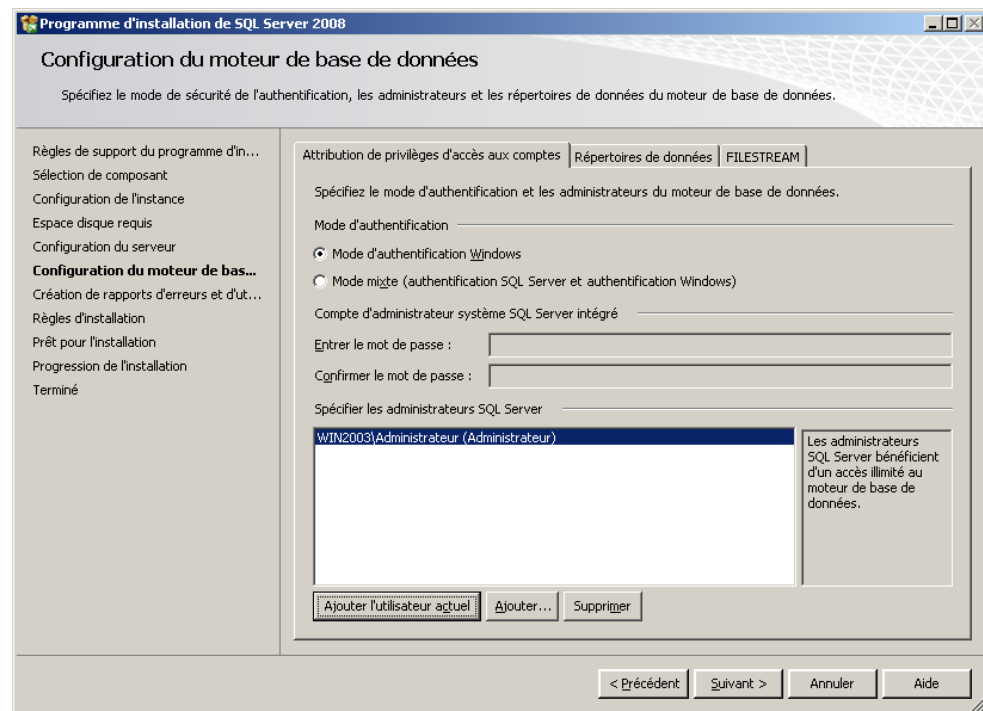 Programme d'installation de SQL Server 2008
Configuration du moteur de base de données
Spécifiez le mode de sécurité de l'authentification, les administrateurs et les répertoires de données du moteur de base de données.
Règles de support du programme d'in...
Sélection de composant
Configuration de l'instance
Espace disque requis
Configuration du serveur
Configuration du moteur de bas...
Création de rapports d'erreurs et d'ut...
Règles d'installation
Prêt pour l'installation
Progression de l'installation
Terminé
Attribution de privilèges d'accès aux comptes
Répertoires de données
FILESTREAM
Spécifiez le mode d'authentification et les administrateurs du moteur de base de données.
Mode d'authentification
Mode d'authentification Windows
Mode mixte (authentification SQL Server et authentification Windows)
Compte d'administrateur système SQL Server intégré
Entrer le mot de passe :
Confirmer le mot de passe :
Spécifier les administrateurs SQL Server
WIN2003\Administrateur (Administrateur)
Les administrateurs
SQL Server bénéficient
d'un accès illimité au
moteur de base de
données.
Ajouter l'utilisateur actuel
Ajouter...
Supprimer
< Précédent
Suivant >
Annuler
Aide